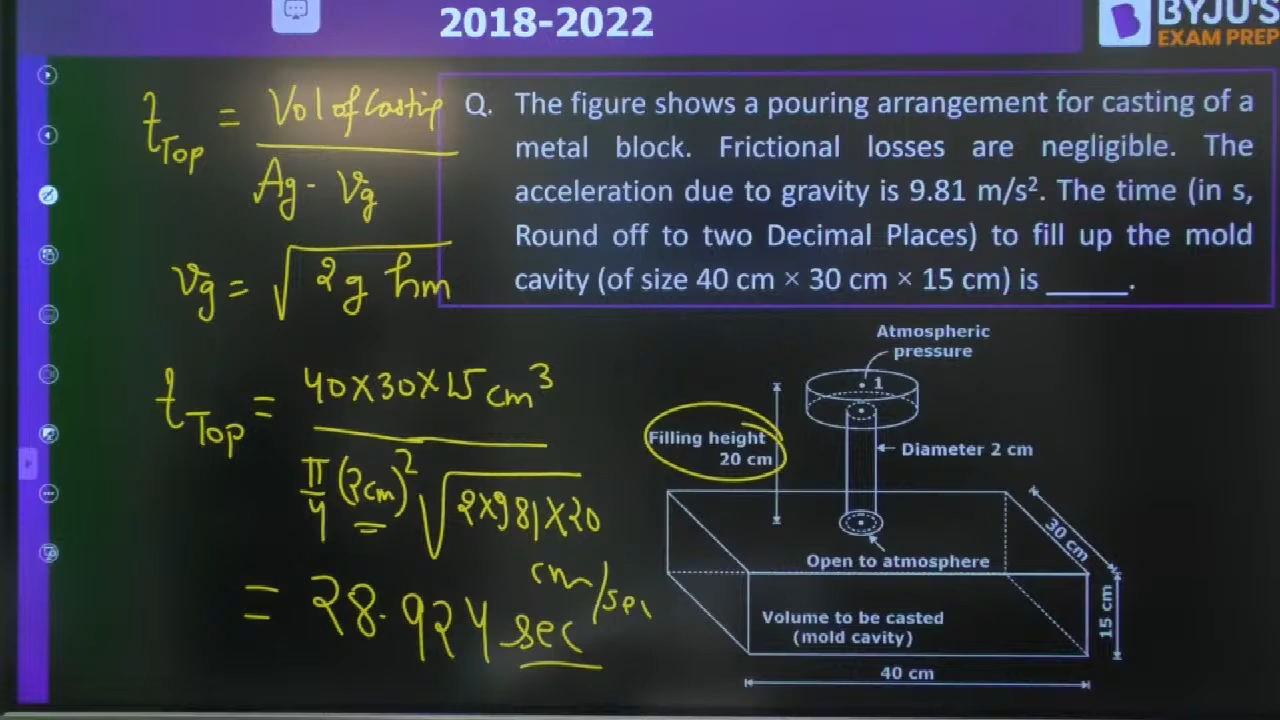 2018-2022
BYJU'S
EXAM PREP
t Top = Vol of Casting
Ag - Vg
Vg = √2g hm
t Top = 40×30×15 cm³
π/4 (2cm)² √2×981×20
cm/sec
= 28.924 sec
Q. The figure shows a pouring arrangement for casting of a
metal block. Frictional losses are negligible. The
acceleration due to gravity is 9.81 m/s². The time (in s,
Round off to two Decimal Places) to fill up the mold
cavity (of size 40 cm × 30 cm × 15 cm) is _____.
Atmospheric
pressure
1
Filling height
20 cm
Diameter 2 cm
30 cm
Open to atmosphere
15 cm
Volume to be casted
(mold cavity)
40 cm